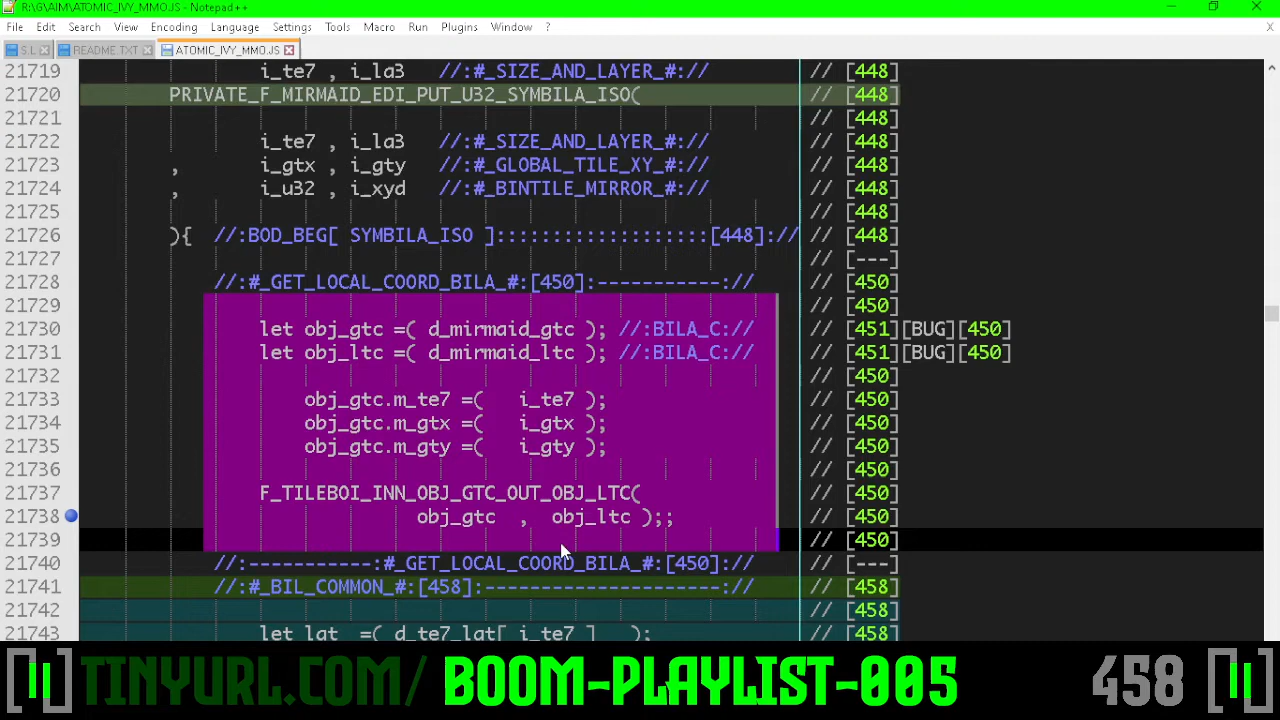 R:\G\AIM\ATOMIC_IVY_MMO.JS - Notepad++
File Edit Search View Encoding Language Settings Tools Macro Run Plugins Window ? X
S.L README.TXT ATOMIC_IVY_MMO.JS
21719 i_te7 , i_la3 //:#_SIZE_AND_LAYER_#:// // [448]
21720 PRIVATE_F_MIRMAID_EDI_PUT_U32_SYMBILA_ISO( // [448]
21721 // [448]
21722 i_te7 , i_la3 //:#_SIZE_AND_LAYER_#:// // [448]
21723 , i_gtx , i_gty //:#_GLOBAL_TILE_XY_#:// // [448]
21724 , i_u32 , i_xyd //:#_BINTILE_MIRROR_#:// // [448]
21725 // [448]
21726 ){ //:BOD_BEG[ SYMBILA_ISO ]:::::::::::::::::::[448]:// // [448]
21727 // [---]
21728 //:#_GET_LOCAL_COORD_BILA_#:[450]:-----------:// // [450]
21729 // [450]
21730 let obj_gtc =( d_mirmaid_gtc ); //:BILA_C:// // [451][BUG][450]
21731 let obj_ltc =( d_mirmaid_ltc ); //:BILA_C:// // [451][BUG][450]
21732 // [450]
21733 obj_gtc.m_te7 =( i_te7 ); // [450]
21734 obj_gtc.m_gtx =( i_gtx ); // [450]
21735 obj_gtc.m_gty =( i_gty ); // [450]
21736 // [450]
21737 F_TILEBOI_INN_OBJ_GTC_OUT_OBJ_LTC( // [450]
21738 obj_gtc , obj_ltc );; // [450]
21739 // [450]
21740 //:-----------:#_GET_LOCAL_COORD_BILA_#:[450]:// // [---]
21741 //:#_BIL_COMMON_#:[458]:---------------------:// // [458]
21742 // [458]
21743 let lat =( d_te7_lat[ i_te7 ] ); // [458]
TINYURL.COM/ BOOM-PLAYLIST-005 458